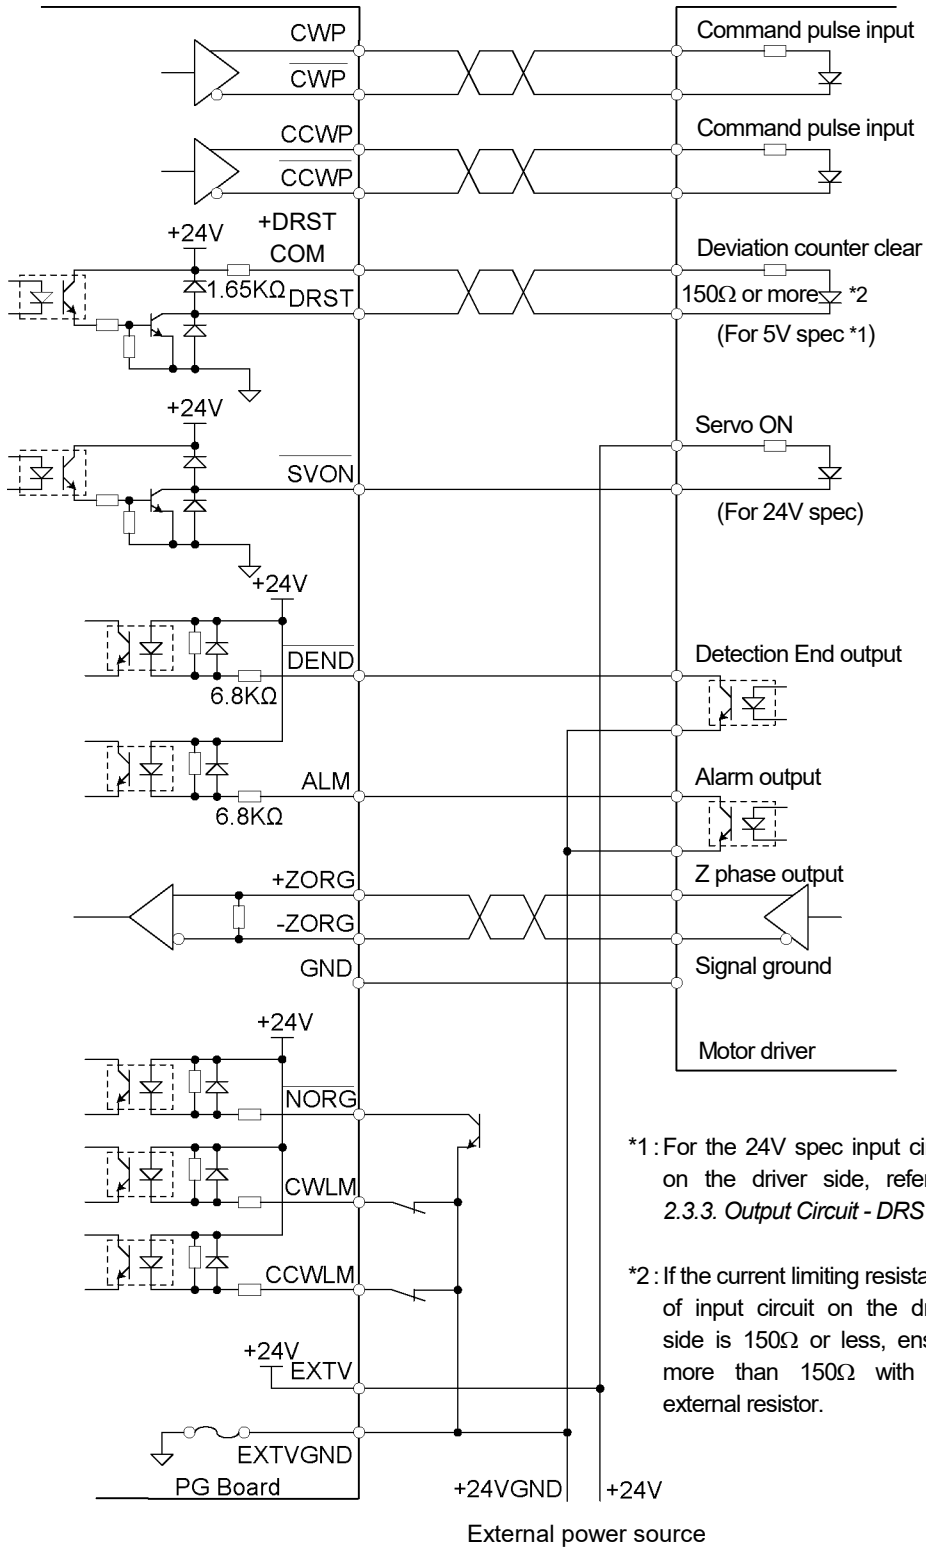 CWP
Command pulse input
CWP
CCWP
Command pulse input
CCWP
+DRST
+24V
COM
Deviation counter clear
1.65KΩ
DRST
150Ω or more
*2
(For 5V spec *1)
+24V
Servo ON
SVON
(For 24V spec)
+24V
DEND
Detection End output
6.8KΩ
ALM
Alarm output
6.8KΩ
+ZORG
Z phase output
-ZORG
GND
Signal ground
+24V
Motor driver
NORG
CWLM
CCWLM
*1 : For the 24V spec input
on the driver side, refer
2.3.3. Output Circuit -
*2 : If the current limiting
of input circuit on the
side is 150Ω or less,
more than 150Ω with
external resistor.
+24V
EXTV
EXTVGND
PG Board
+24VGND
+24V
External power source